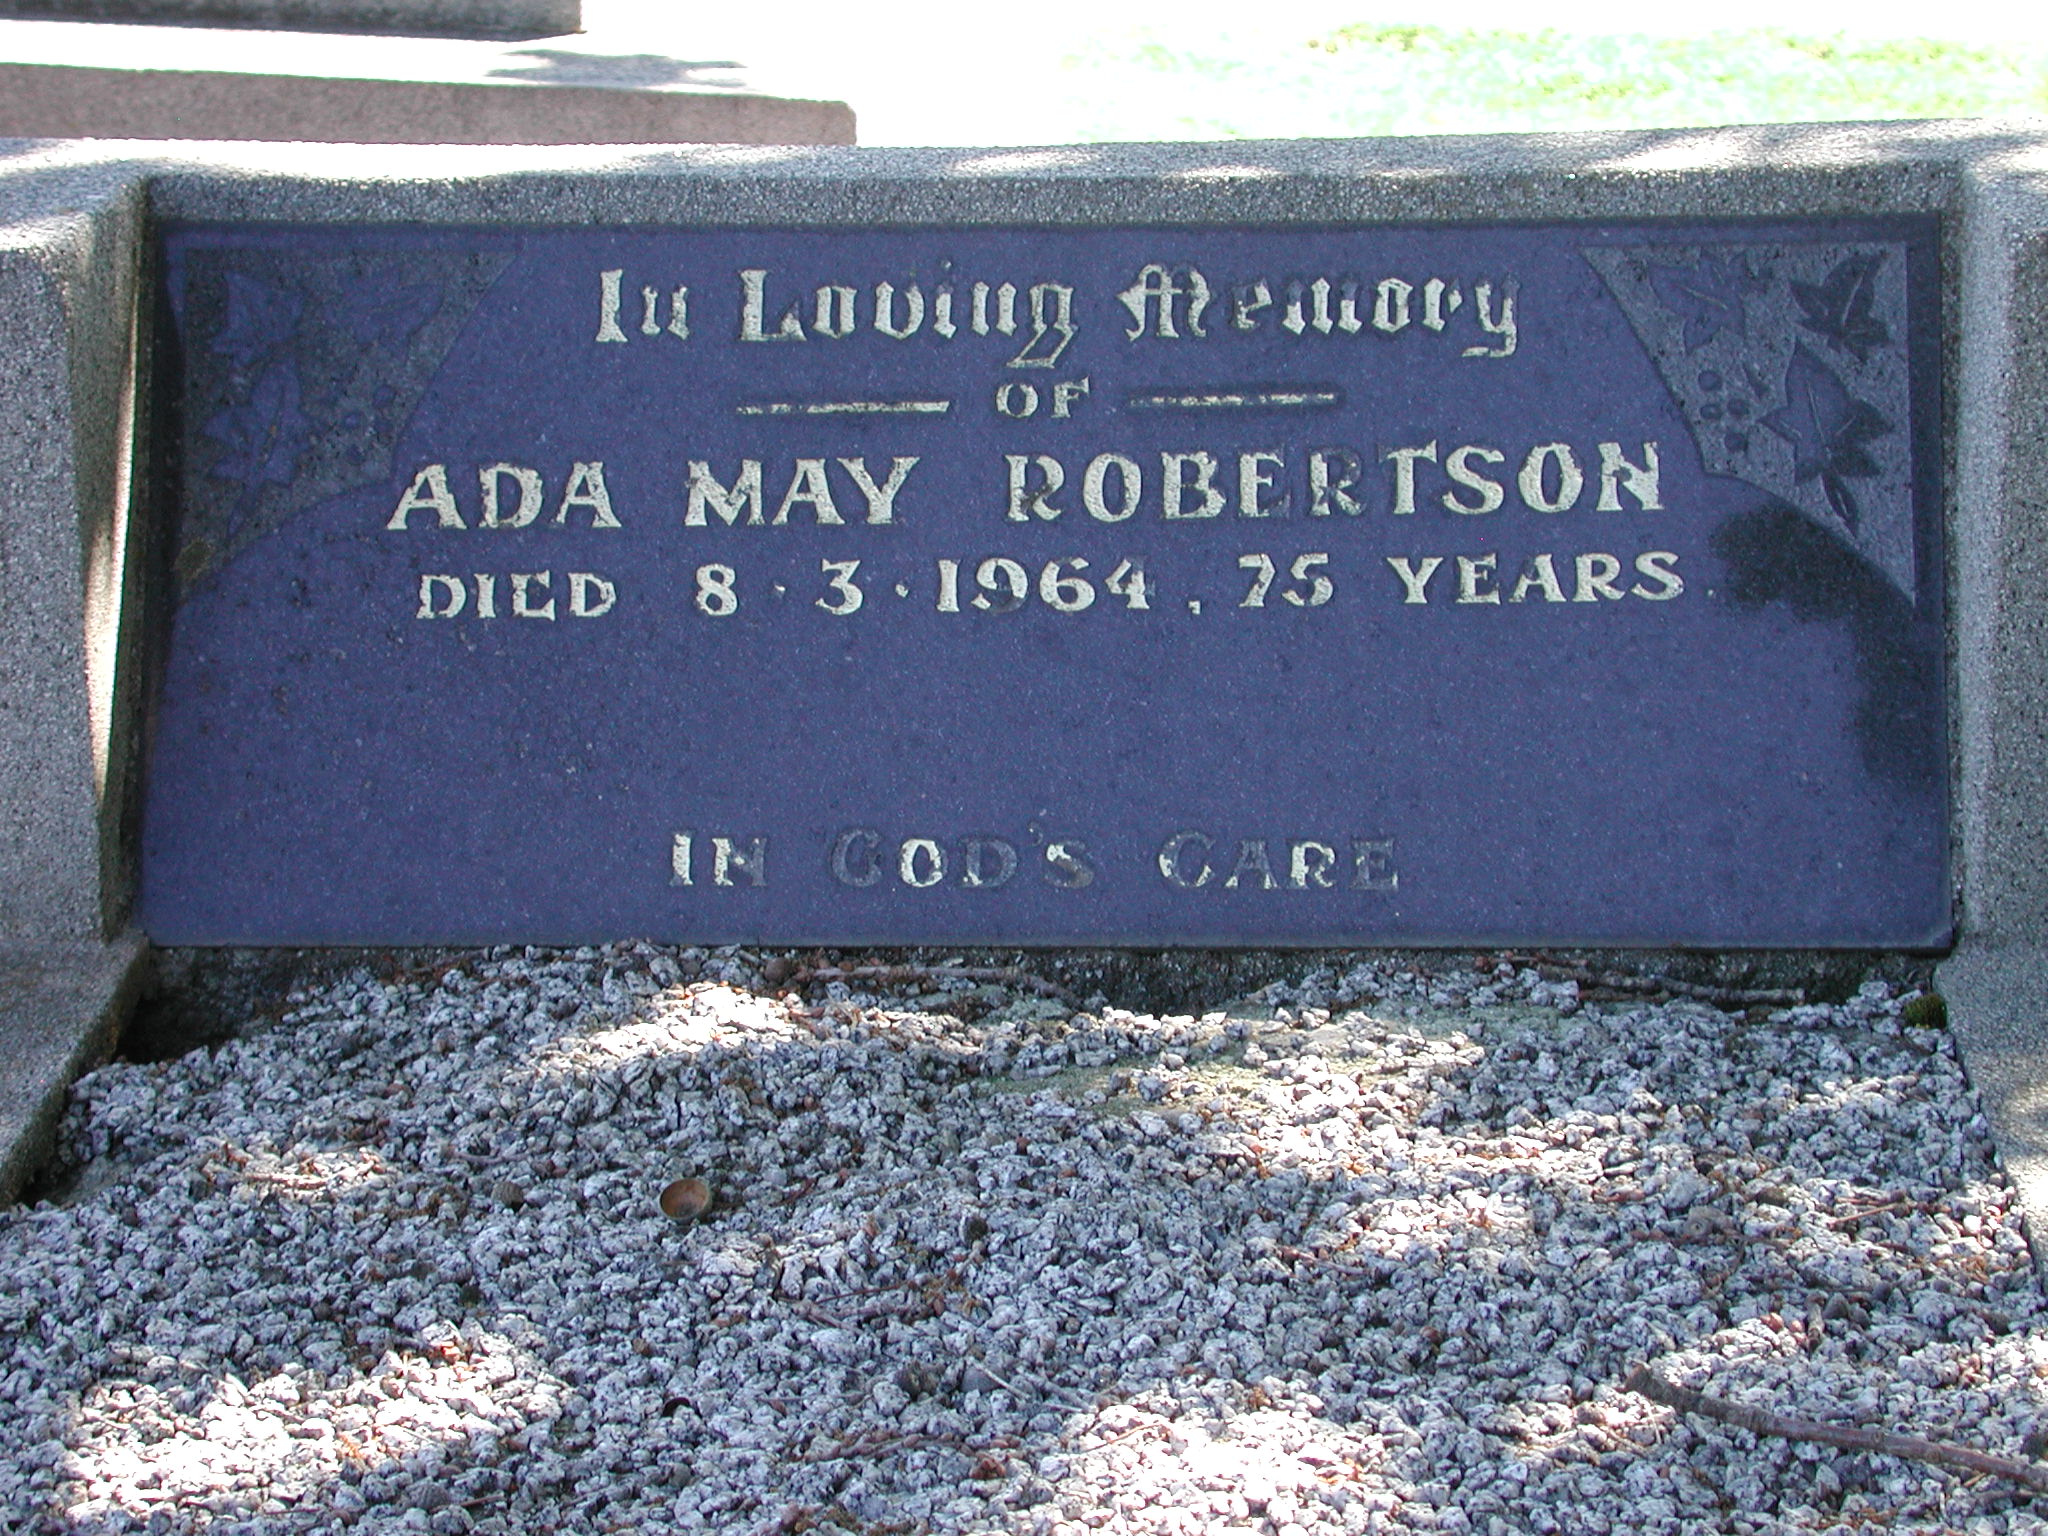 In Loving Memory
OF
ADA MAY ROBERTSON
DIED 8.3.1964, 75 YEARS.
IN GOD'S CARE